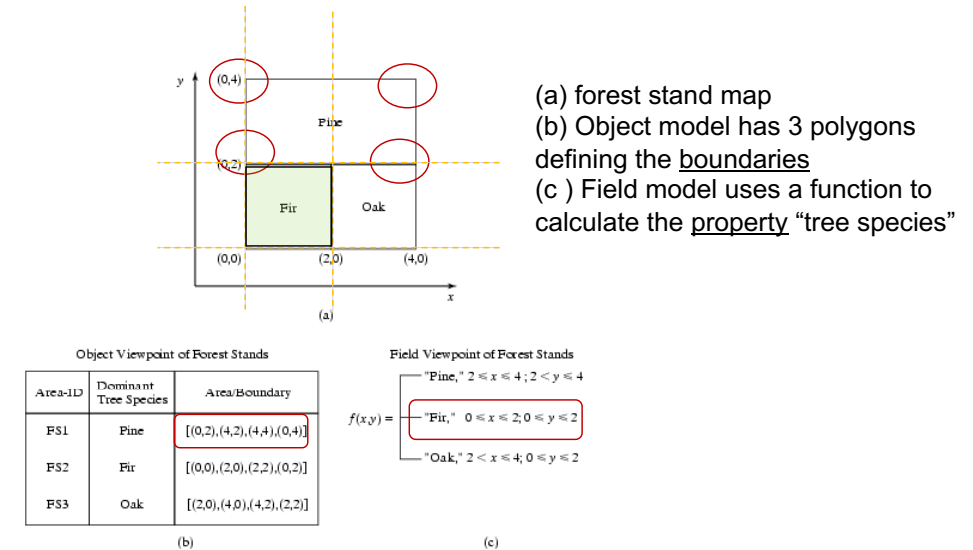 y
(0,4)
Pine
(0,2)
Fir
Oak
(0,0)
(2,0)
(4,0)
x
(a)
(a) forest stand map
(b) Object model has 3 polygons
defining the boundaries
(c ) Field model uses a function to
calculate the property “tree species”
Object Viewpoint of Forest Stands
Area-ID
Dominant
Tree Species
Area/Boundary
FS1 Pine [(0,2),(4,2),(4,4),(0,4)]
FS2 Fir [(0,0),(2,0),(2,2),(0,2)]
FS3 Oak [(2,0),(4,0),(4,2),(2,2)]
(b)
Field Viewpoint of Forest Stands
"Pine," 2 ⩽ x ⩽ 4 ; 2 < y ⩽ 4
f(x,y) = "Fir," 0 ⩽ x ⩽ 2; 0 ⩽ y ⩽ 2
"Oak," 2 < x ⩽ 4; 0 ⩽ y ⩽ 2
(c)